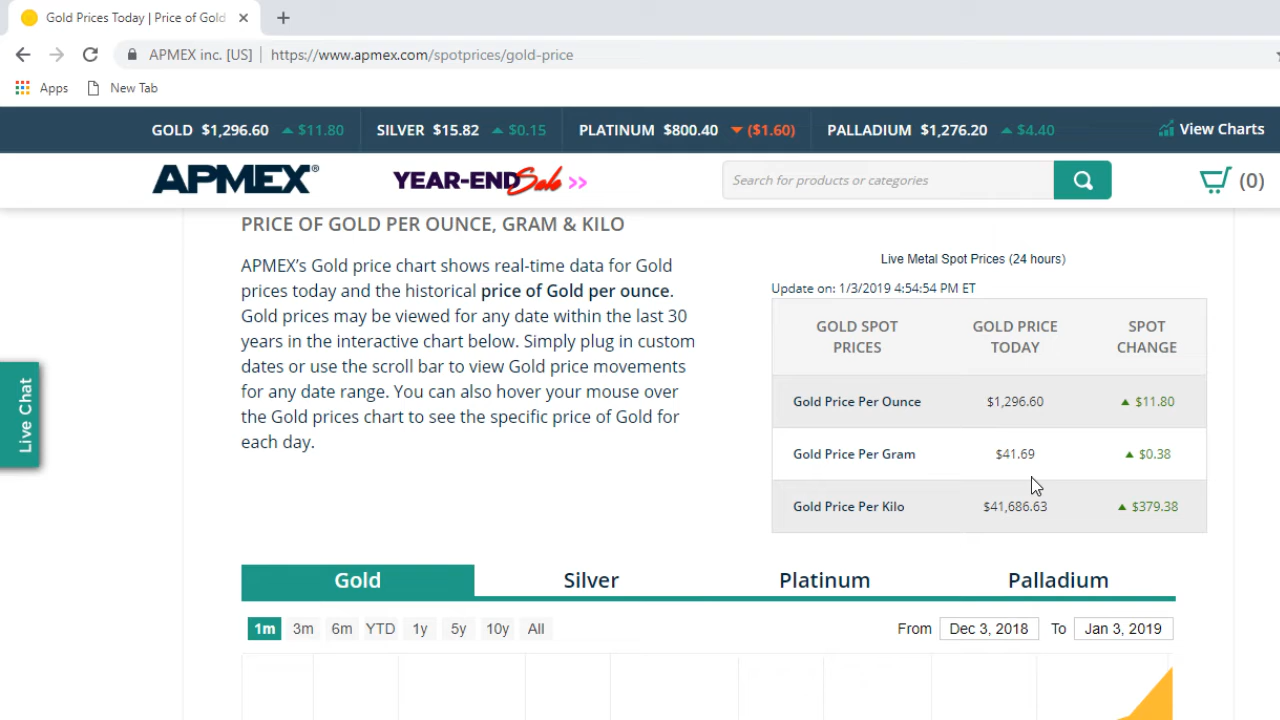 Gold Prices Today | Price of Gold
APMEX inc. [US] | https://www.apmex.com/spotprices/gold-price
Apps New Tab
GOLD $1,296.60 $11.80 SILVER $15.82 $0.15 PLATINUM $800.40 ($1.60) PALLADIUM $1,276.20 $4.40 View Charts
APMEX® YEAR-END Sale >> Search for products or categories (0)
PRICE OF GOLD PER OUNCE, GRAM & KILO
APMEX's Gold price chart shows real-time data for Gold
prices today and the historical price of Gold per ounce.
Gold prices may be viewed for any date within the last 30
years in the interactive chart below. Simply plug in custom
dates or use the scroll bar to view Gold price movements
for any date range. You can also hover your mouse over
the Gold prices chart to see the specific price of Gold for
each day.
Live Metal Spot Prices (24 hours)
Update on: 1/3/2019 4:54:54 PM ET
GOLD SPOT PRICES GOLD PRICE TODAY SPOT CHANGE
Gold Price Per Ounce $1,296.60 $11.80
Gold Price Per Gram $41.69 $0.38
Gold Price Per Kilo $41,686.63 $379.38
Live Chat
Gold Silver Platinum Palladium
1m 3m 6m YTD 1y 5y 10y All From Dec 3, 2018 To Jan 3, 2019